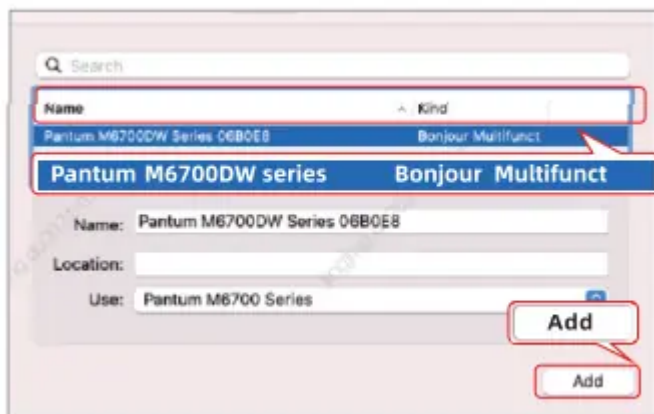 Search
Name Kind
Pantum M6700DW Series 06B0E8 Bonjour Multifunct
Pantum M6700DW series Bonjour Multifunct
Name: Pantum M6700DW Series 06B0E8
Location:
Use: Pantum M6700 Series
Add
Add